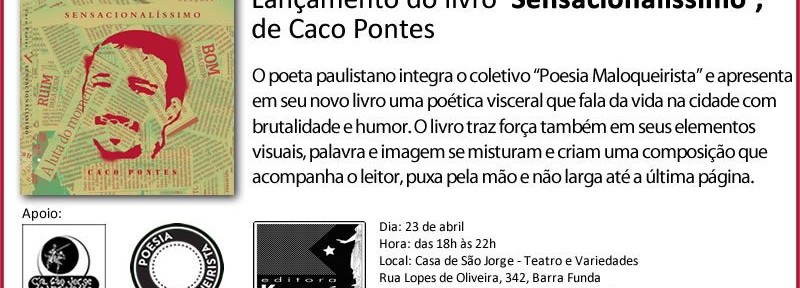 Lançamento do livro "Sensacionalíssimo",
de Caco Pontes
SENSACIONALÍSSIMO
BOM
RUIM
A luta do momento
CACO PONTES
O poeta paulistano integra o coletivo “Poesia Maloqueirista” e apresenta
em seu novo livro uma poética visceral que fala da vida na cidade com
brutalidade e humor. O livro traz força também em seus elementos
visuais, palavra e imagem se misturam e criam uma composição que
acompanha o leitor, puxa pela mão e não larga até a última página.
Apoio:
POESIA
editora
Dia: 23 de abril
Hora: das 18h às 22h
Local: Casa de São Jorge - Teatro e Variedades
Rua Lopes de Oliveira, 342, Barra Funda